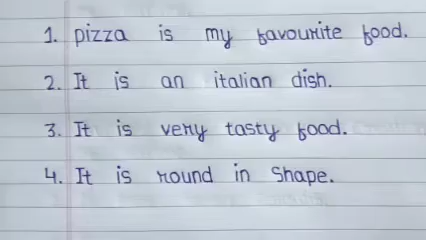 1. pizza is my favourite food.
2. It is an italian dish.
3. It is very tasty food.
4. It is round in Shape.